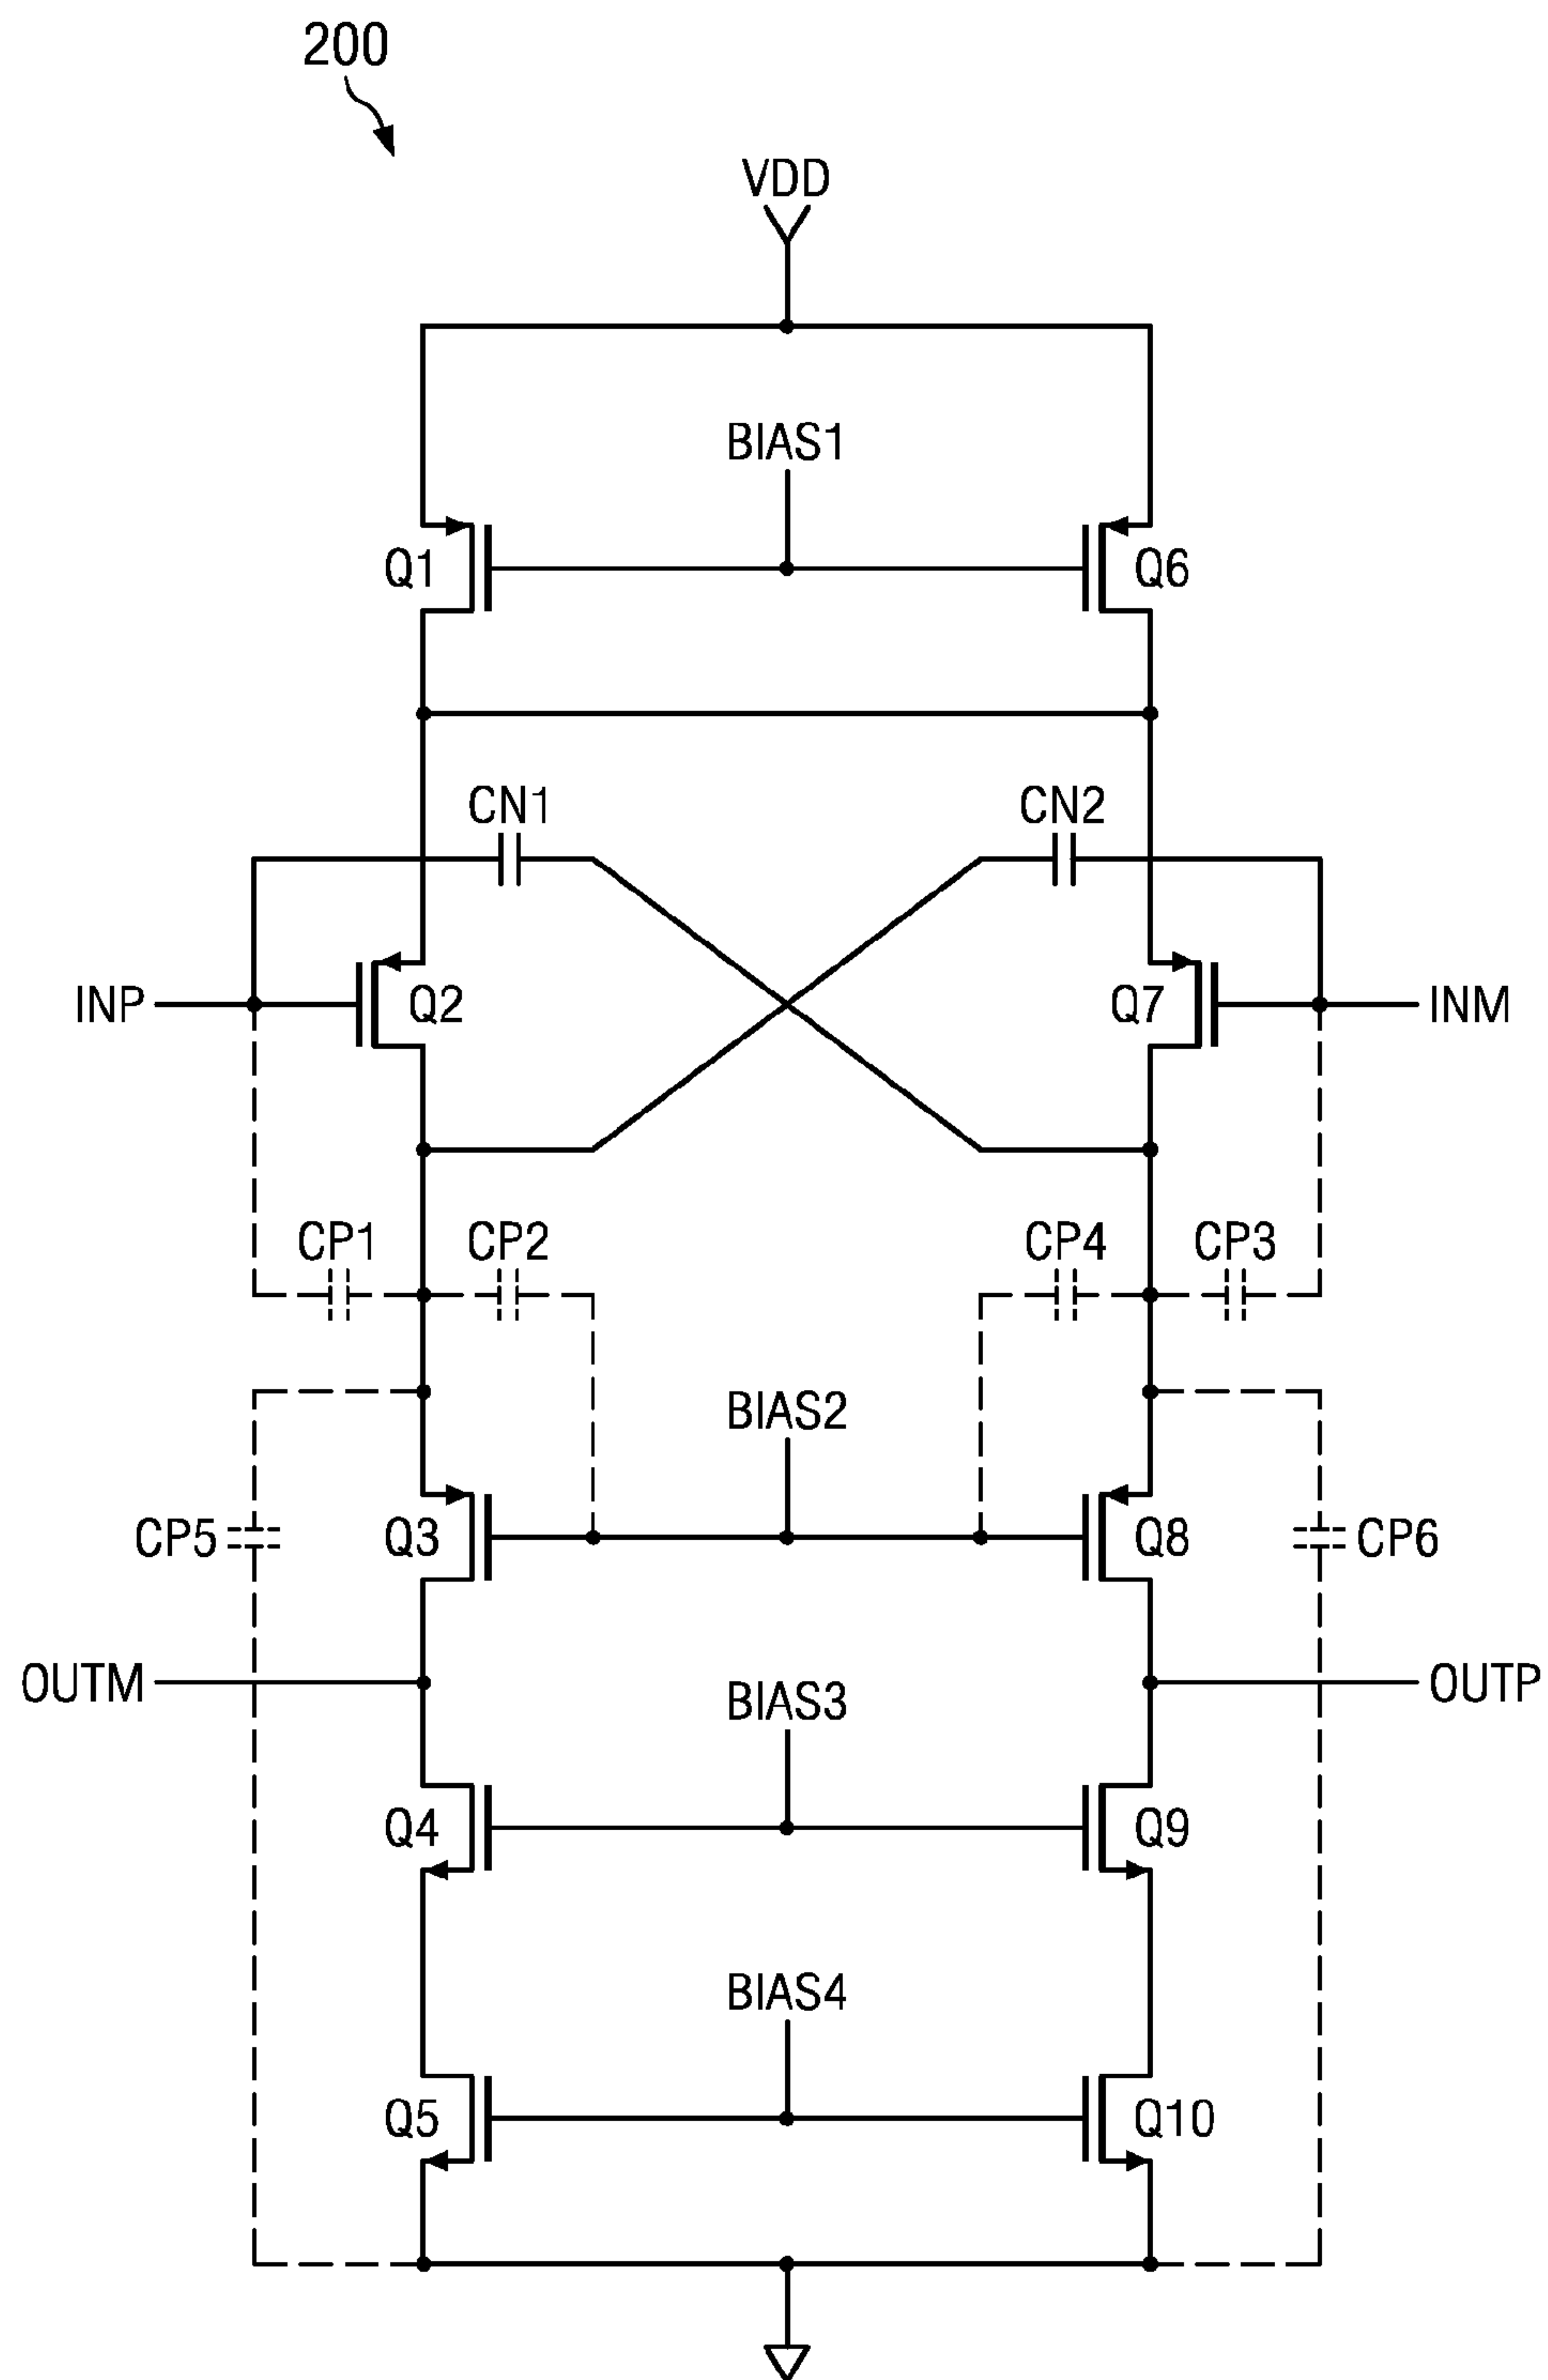 200
VDD
BIAS1
Q1
Q6
CN1
CN2
INP
Q2
Q7
INM
CP1
CP2
CP4
CP3
BIAS2
CP5
Q3
Q8
CP6
OUTM
BIAS3
OUTP
Q4
Q9
BIAS4
Q5
Q10